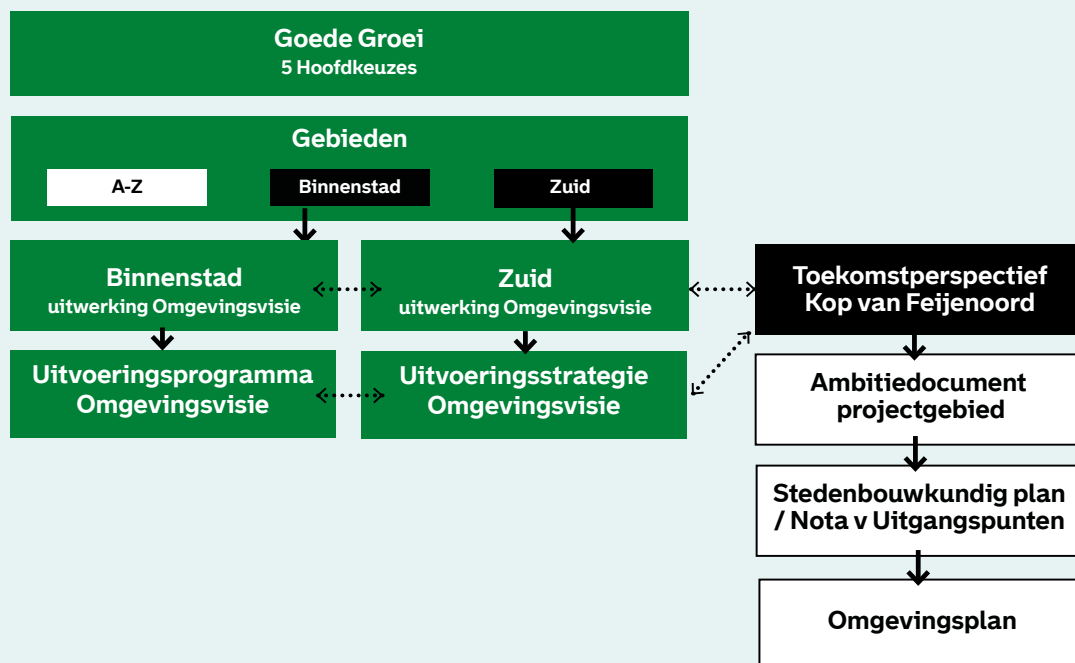 Goede Groei
5 Hoofdkeuzes
Gebieden
A-Z
Binnenstad
Zuid
Binnenstad
uitwerking Omgevingsvisie
Zuid
uitwerking Omgevingsvisie
Toekomstperspectief
Kop van Feijenoord
Uitvoeringsprogramma
Omgevingsvisie
Uitvoeringsstrategie
Omgevingsvisie
Ambitiedocument
projectgebied
Stedenbouwkundig plan
/ Nota v Uitgangspunten
Omgevingsplan